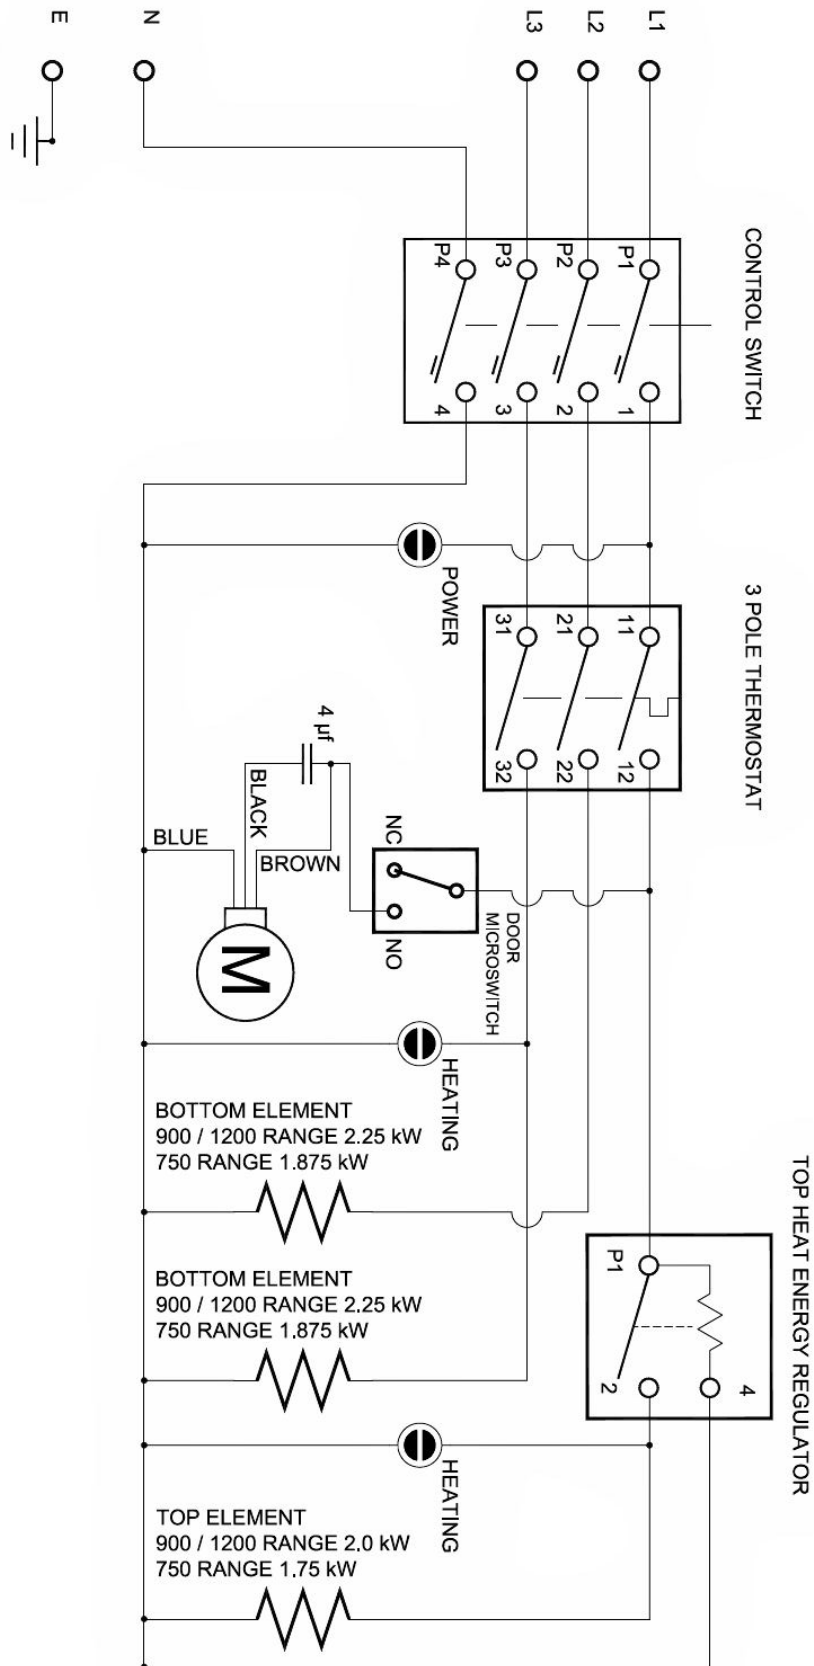 E
N
L3
L2
L1
CONTROL SWITCH
P4
P3
P2
P1
4
3
2
1
POWER
3 POLE THERMOSTAT
31
21
11
32
22
12
4 µf
BLACK
BLUE
BROWN
M
NC
NO
DOOR
MICROSWITCH
HEATING
BOTTOM ELEMENT
900 / 1200 RANGE 2.25 kW
750 RANGE 1.875 kW
TOP HEAT ENERGY REGULATOR
P1
2
4
BOTTOM ELEMENT
900 / 1200 RANGE 2.25 kW
750 RANGE 1.875 kW
HEATING
TOP ELEMENT
900 / 1200 RANGE 2.0 kW
750 RANGE 1.75 kW